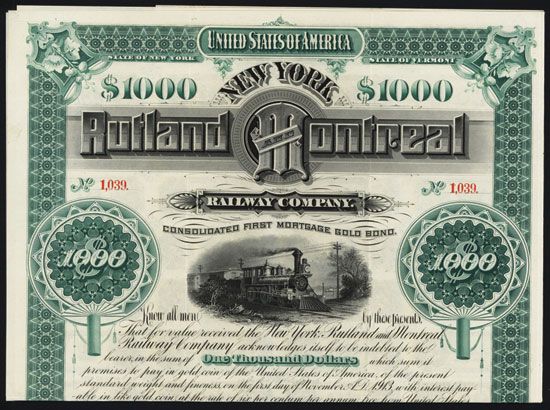 UNITED STATES OF AMERICA
STATE OF NEW YORK STATE OF VERMONT
$1000 NEW YORK $1000
Rutland AND Montreal
No 1,039. No 1,039.
RAILWAY COMPANY.
CONSOLIDATED FIRST MORTGAGE GOLD BOND.
$1000 $1000
Know all men by these presents,
That for value received the New York, Rutland and Montreal
Railway Company acknowledges itself to be indebted to the
bearer, in the sum of One Thousand Dollars which sum it
promises to pay in gold coin of the United States of America of the present
standard weight and fineness, on the first day of November A.D. 1913, with interest pay-
able in like gold coin, at the rate of six per centum per annum, free from United States